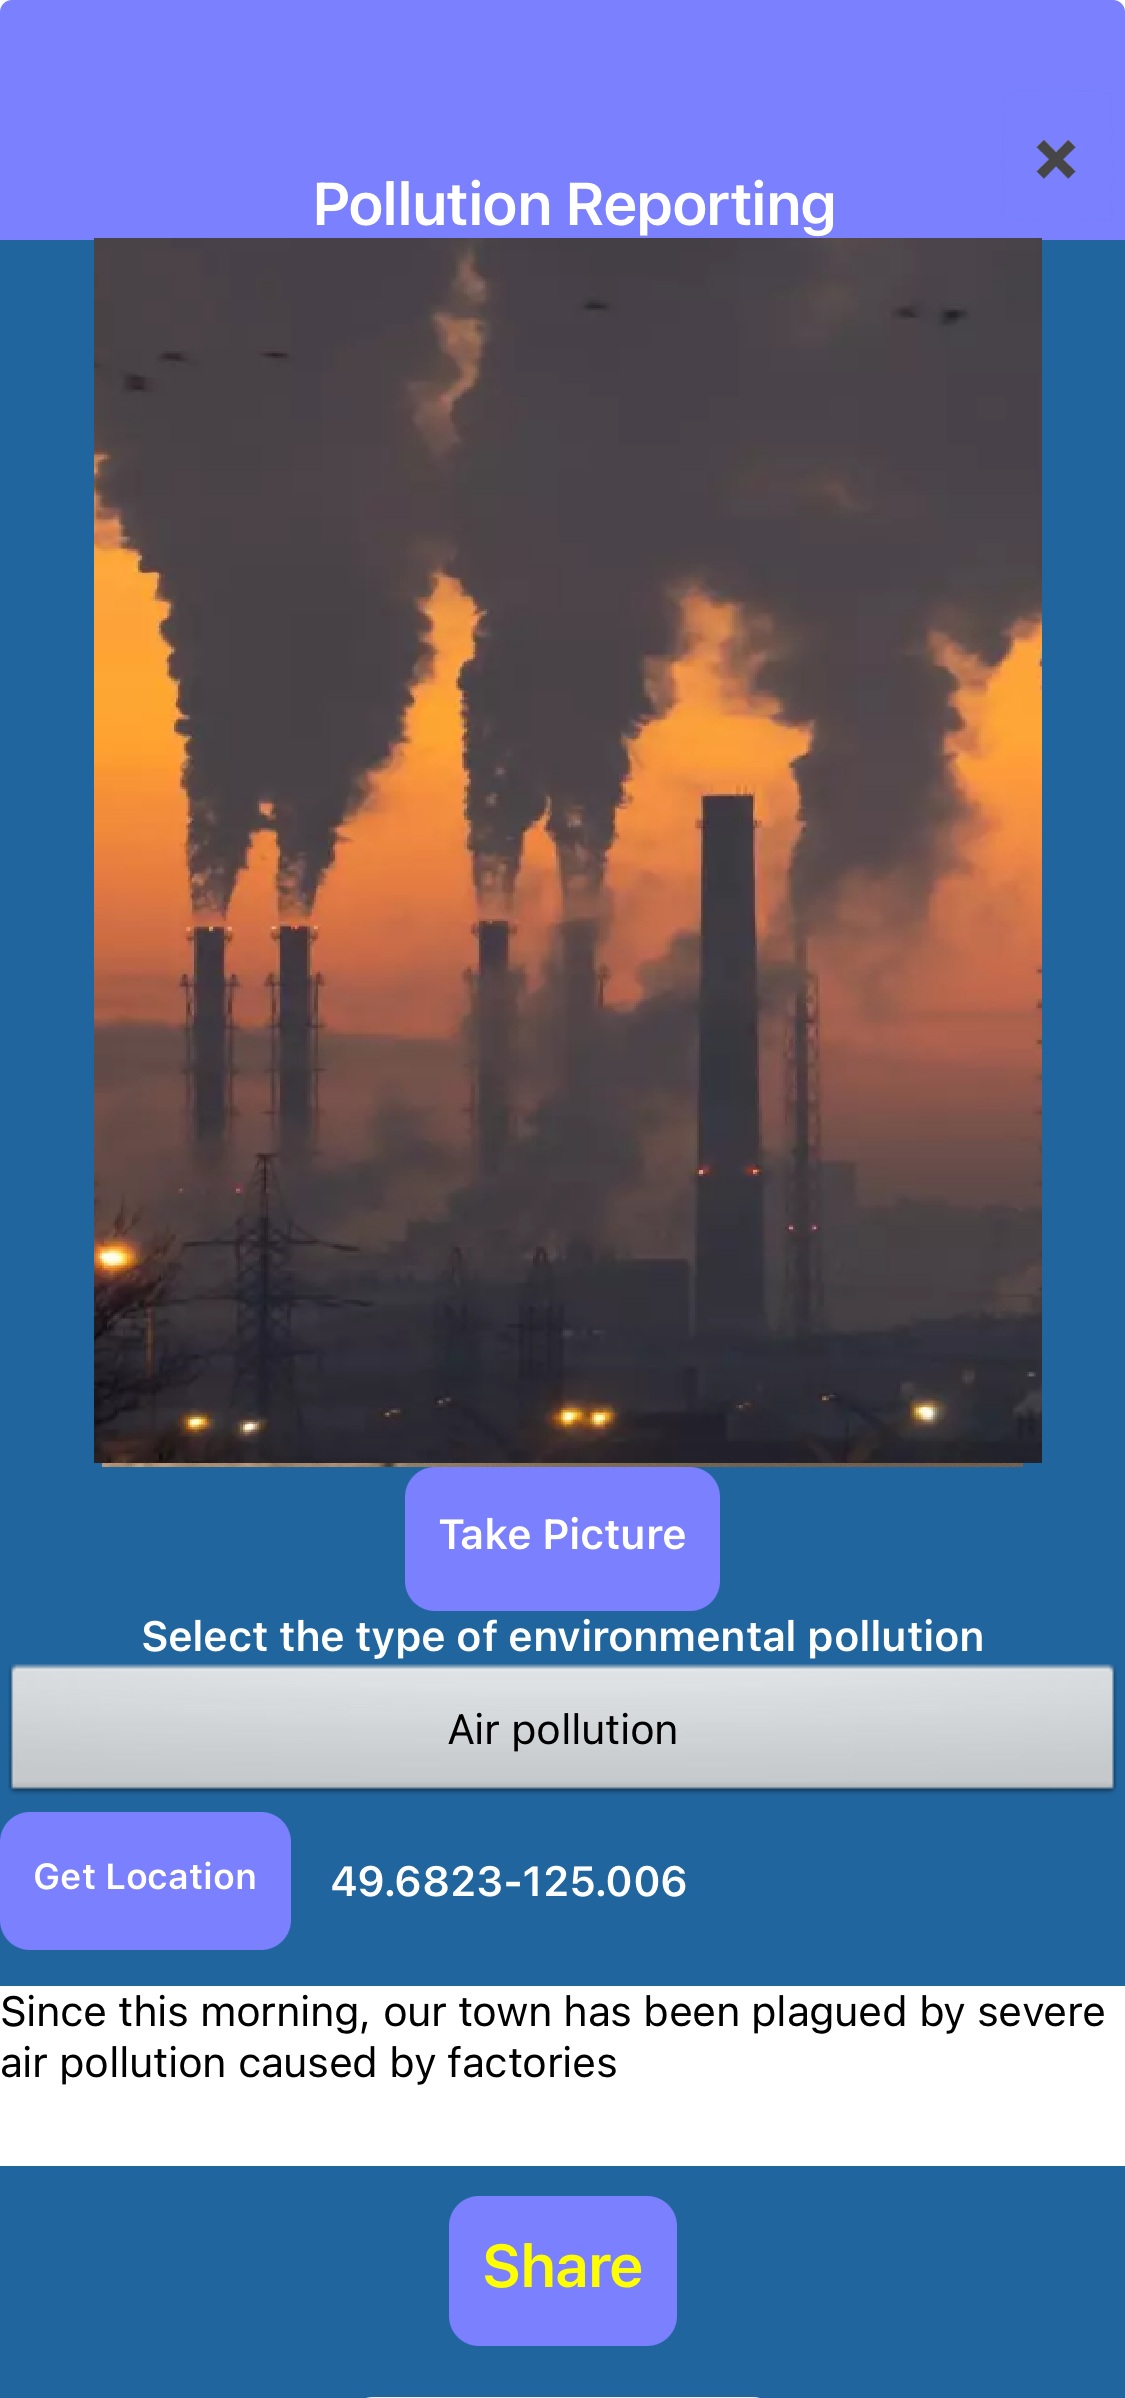 Pollution Reporting
Take Picture
Select the type of environmental pollution
Air pollution
Get Location
49.6823-125.006
Since this morning, our town has been plagued by severe
air pollution caused by factories
Share